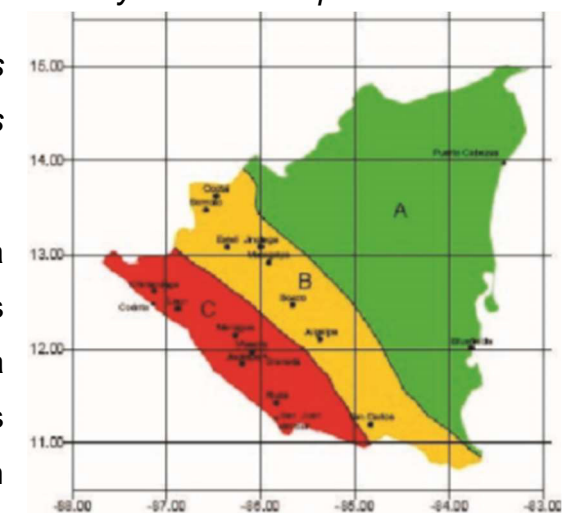 s
s
15.00
14.00
Puerto Cabezas
Ocotal
Somoto
A
a
13.00
Esteli Jinotega
Matagalpa
s
B
Boaco
C
Chinandega
Corinto
León
a
12.00
Managua
Masaya
Granada
Juigalpa
Bluefields
s
Rivas
San Juan
San Carlos
11.00
n
-88.00 -87.00 -86.00 -85.00 -84.00 -83.00